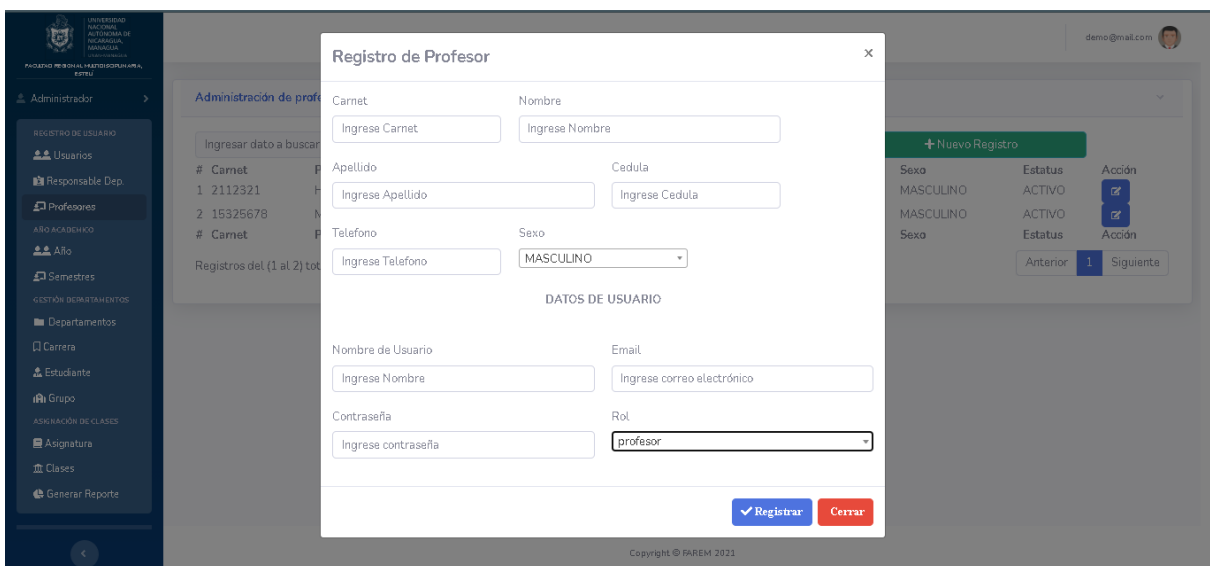 UNIVERSIDAD
NACIONAL
AUTÓNOMA DE
NICARAGUA,
MANAGUA
FACULTAD REGIONAL MULTIDISCIPLINARIA,
ESTELÍ
demo@mail.com
Administrador
REGISTRO DE USUARIO
Usuarios
Responsable Dep.
Profesores
AÑO ACADEMICO
Año
Semestres
GESTIÓN DEPARTAMENTOS
Departamentos
Carrera
Estudiante
Grupo
ASIGNACIÓN DE CLASES
Asignatura
Clases
Generar Reporte
Administración de profe
Ingresar dato a buscar
+ Nuevo Registro
# Carnet P Sexo Estatus Acción
1 2112321 H MASCULINO ACTIVO
2 15325678 M MASCULINO ACTIVO
# Carnet P Sexo Estatus Acción
Registros del (1 al 2) tot
Anterior 1 Siguiente
Registro de Profesor ×
Carnet Nombre
Ingrese Carnet Ingrese Nombre
Apellido Cedula
Ingrese Apellido Ingrese Cedula
Telefono Sexo
Ingrese Telefono MASCULINO
DATOS DE USUARIO
Nombre de Usuario Email
Ingrese Nombre Ingrese correo electrónico
Contraseña Rol
Ingrese contraseña profesor
Registrar Cerrar
Copyright © FAREM 2021